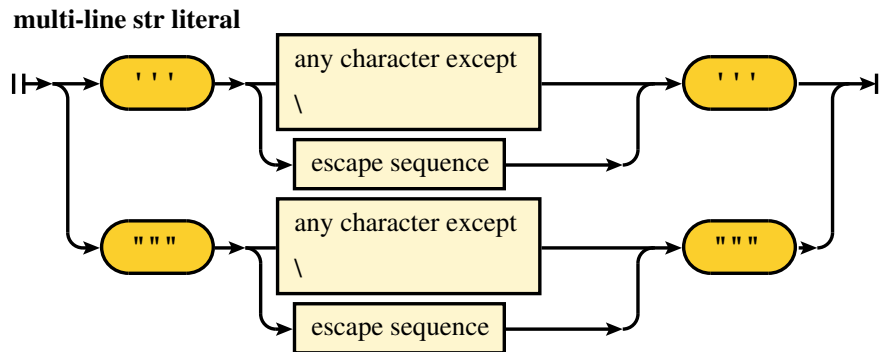 multi-line str literal
' ' '
any character except
\
' ' '
escape sequence
" " "
any character except
\
" " "
escape sequence